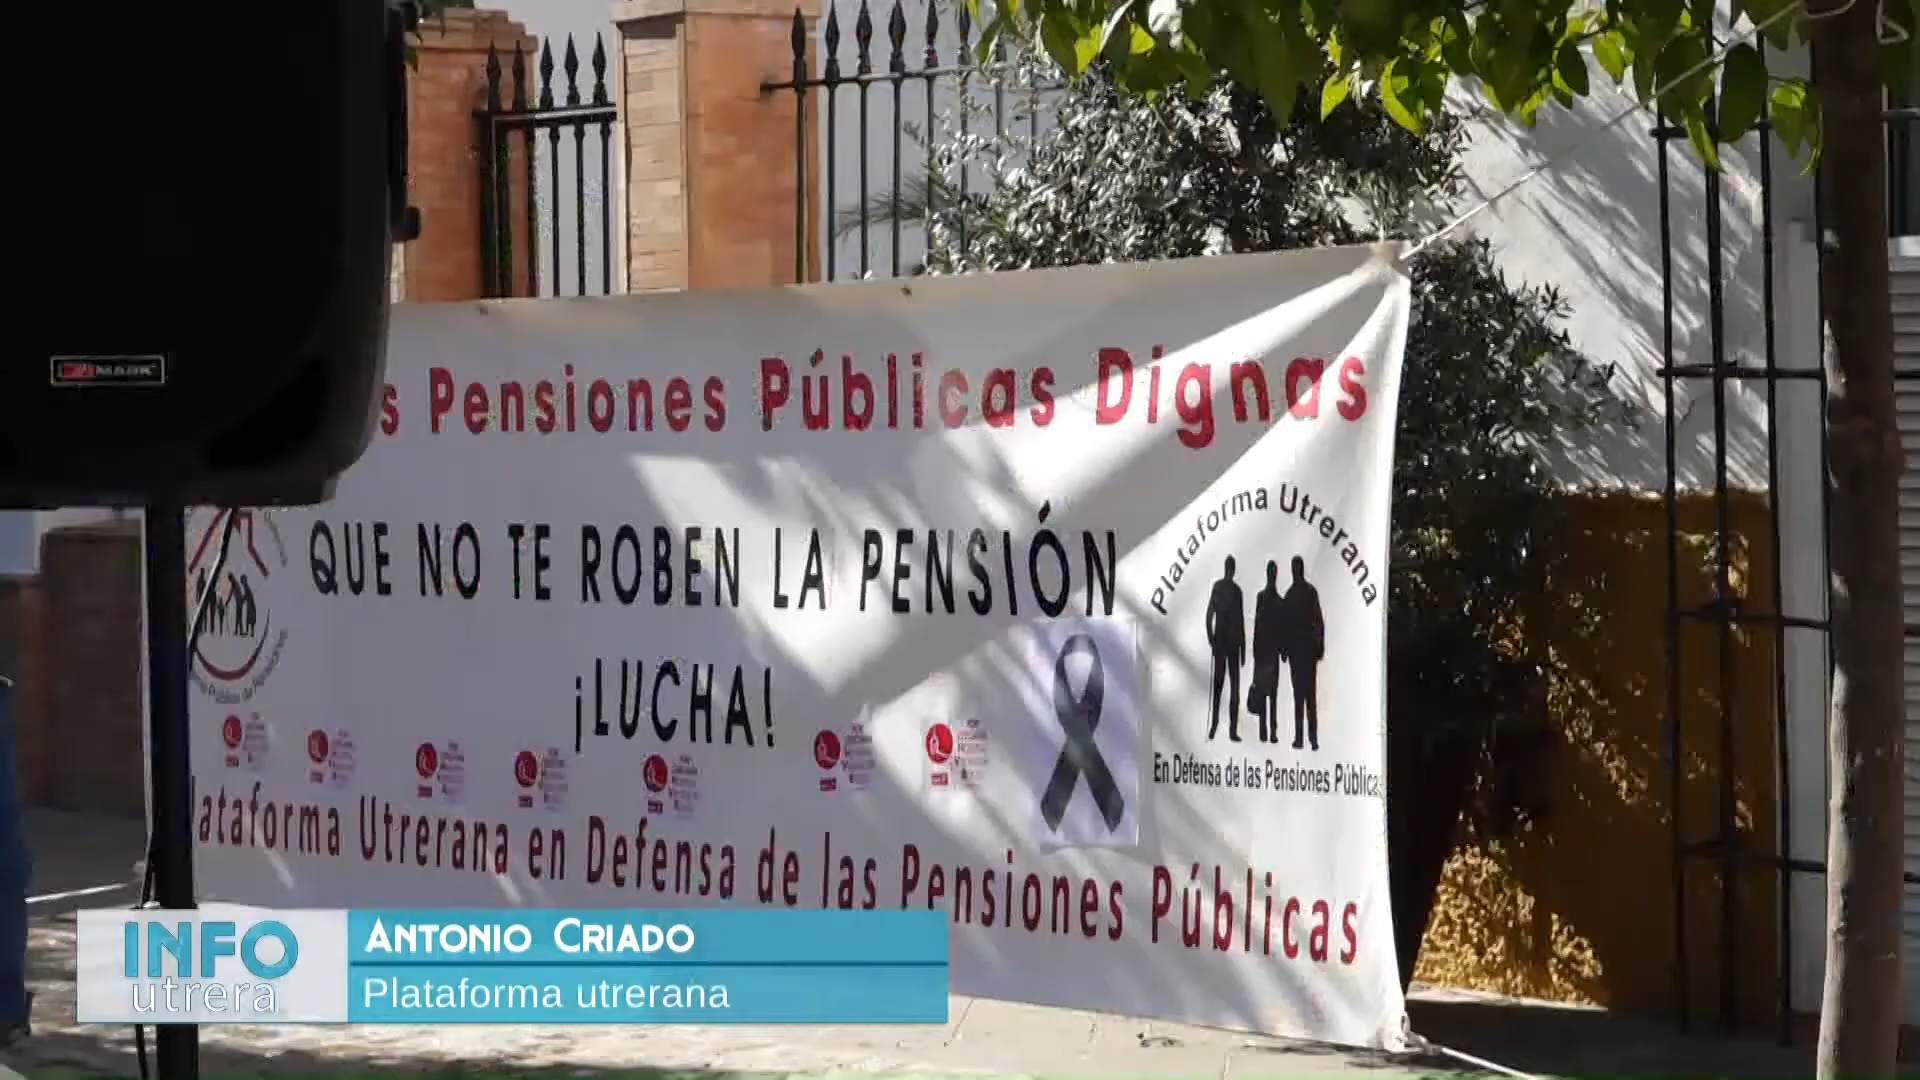 s Pensiones Públicas Dignas
QUE NO TE ROBEN LA PENSIÓN
¡LUCHA!
Plataforma Utrerana
En Defensa de las Pensiones Públicas
lataforma Utrerana en Defensa de las Pensiones Públicas
INFO
utrera
ANTONIO CRIADO
Plataforma utrerana